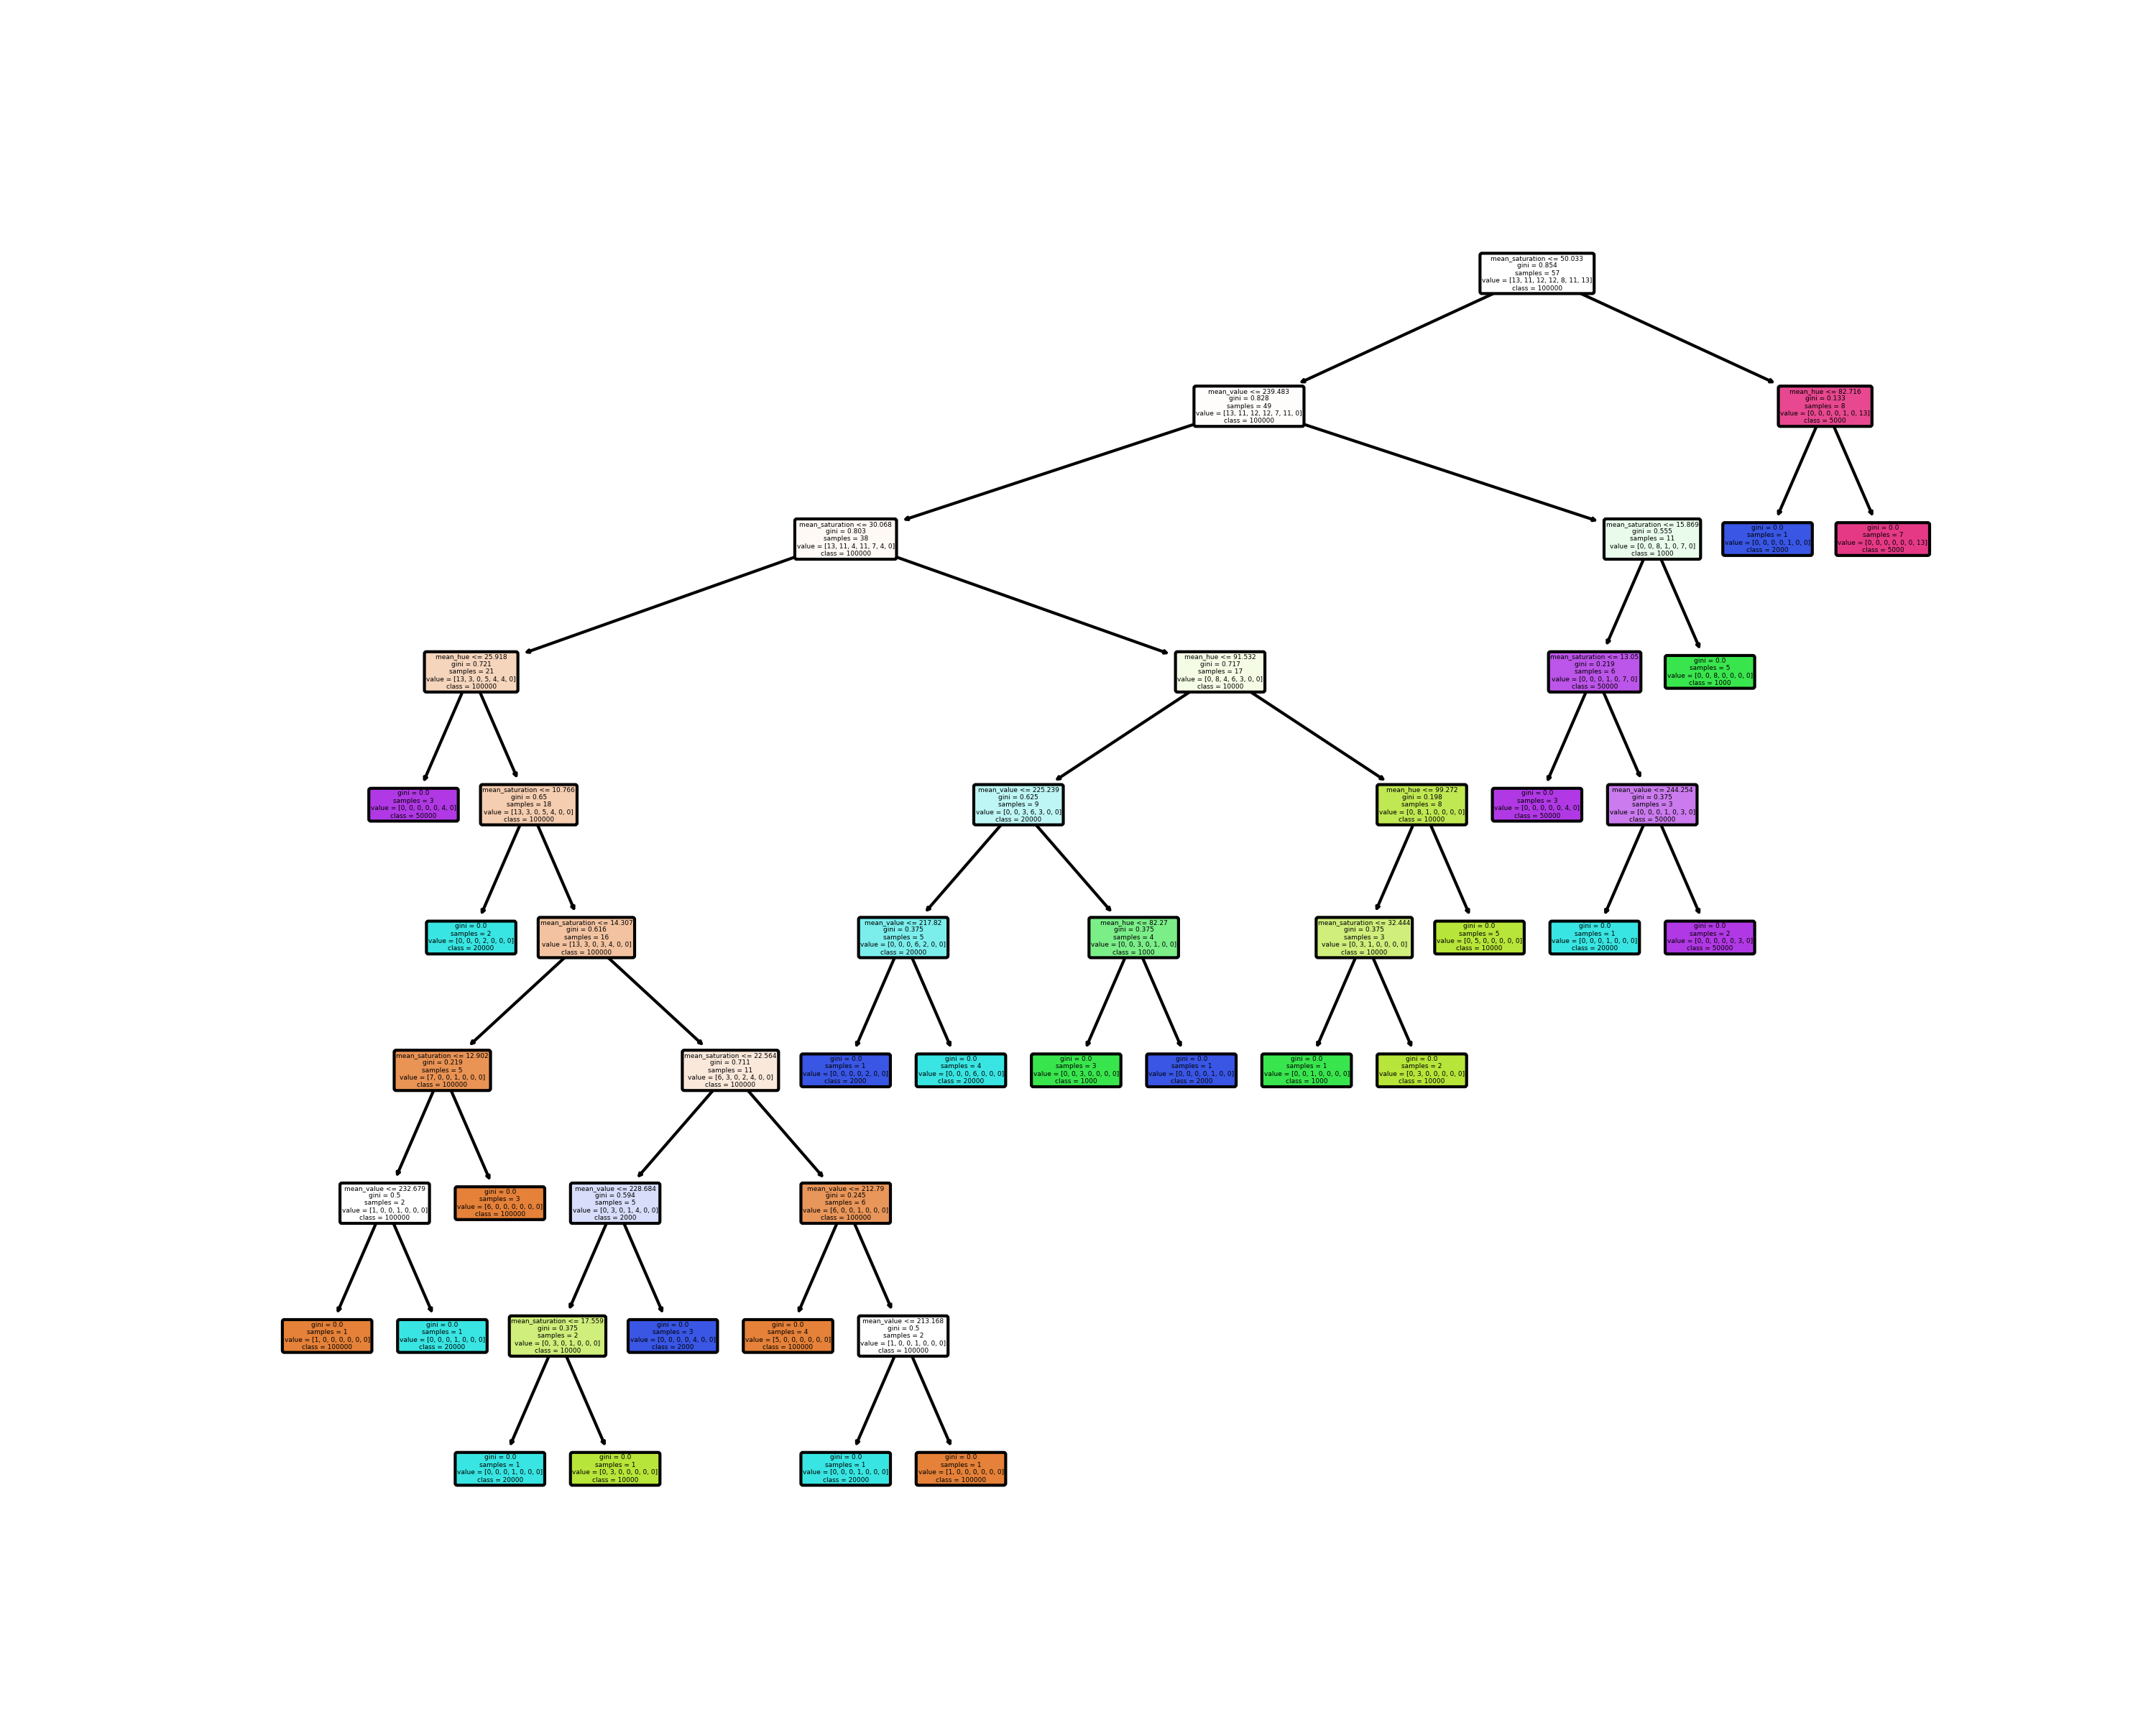 mean_saturation <= 50.033
gini = 0.854
samples = 57
value = [13, 11, 12, 12, 8, 11, 13]
class = 100000
mean_value <= 239.483
gini = 0.828
samples = 49
value = [13, 11, 12, 12, 7, 11, 0]
class = 100000
mean_hue <= 82.716
gini = 0.133
samples = 8
value = [0, 0, 0, 0, 1, 0, 13]
class = 5000
mean_saturation <= 30.068
gini = 0.803
samples = 38
value = [13, 11, 4, 11, 7, 4, 0]
class = 100000
mean_saturation <= 15.869
gini = 0.555
samples = 11
value = [0, 0, 8, 1, 0, 7, 0]
class = 1000
gini = 0.0
samples = 1
value = [0, 0, 0, 0, 1, 0, 0]
class = 2000
gini = 0.0
samples = 7
value = [0, 0, 0, 0, 0, 0, 13]
class = 5000
mean_hue <= 25.918
gini = 0.721
samples = 21
value = [13, 3, 0, 5, 4, 4, 0]
class = 100000
mean_hue <= 91.532
gini = 0.717
samples = 17
value = [0, 8, 4, 6, 3, 0, 0]
class = 10000
mean_saturation <= 13.05
gini = 0.219
samples = 6
value = [0, 0, 0, 1, 0, 7, 0]
class = 50000
gini = 0.0
samples = 5
value = [0, 0, 8, 0, 0, 0, 0]
class = 1000
gini = 0.0
samples = 3
value = [0, 0, 0, 0, 0, 4, 0]
class = 50000
mean_saturation <= 10.766
gini = 0.65
samples = 18
value = [13, 3, 0, 5, 4, 0, 0]
class = 100000
mean_value <= 225.239
gini = 0.625
samples = 9
value = [0, 0, 3, 6, 3, 0, 0]
class = 20000
mean_hue <= 99.272
gini = 0.198
samples = 8
value = [0, 8, 1, 0, 0, 0, 0]
class = 10000
gini = 0.0
samples = 3
value = [0, 0, 0, 0, 0, 4, 0]
class = 50000
mean_value <= 244.254
gini = 0.375
samples = 3
value = [0, 0, 0, 1, 0, 3, 0]
class = 50000
gini = 0.0
samples = 2
value = [0, 0, 0, 2, 0, 0, 0]
class = 20000
mean_saturation <= 14.307
gini = 0.616
samples = 16
value = [13, 3, 0, 3, 4, 0, 0]
class = 100000
mean_value <= 217.82
gini = 0.375
samples = 5
value = [0, 0, 0, 6, 2, 0, 0]
class = 20000
mean_hue <= 82.27
gini = 0.375
samples = 4
value = [0, 0, 3, 0, 1, 0, 0]
class = 1000
mean_saturation <= 32.444
gini = 0.375
samples = 3
value = [0, 3, 1, 0, 0, 0, 0]
class = 10000
gini = 0.0
samples = 5
value = [0, 5, 0, 0, 0, 0, 0]
class = 10000
gini = 0.0
samples = 1
value = [0, 0, 0, 1, 0, 0, 0]
class = 20000
gini = 0.0
samples = 2
value = [0, 0, 0, 0, 0, 3, 0]
class = 50000
mean_saturation <= 12.902
gini = 0.219
samples = 5
value = [7, 0, 0, 1, 0, 0, 0]
class = 100000
mean_saturation <= 22.564
gini = 0.711
samples = 11
value = [6, 3, 0, 2, 4, 0, 0]
class = 100000
gini = 0.0
samples = 1
value = [0, 0, 0, 0, 2, 0, 0]
class = 2000
gini = 0.0
samples = 4
value = [0, 0, 0, 6, 0, 0, 0]
class = 20000
gini = 0.0
samples = 3
value = [0, 0, 3, 0, 0, 0, 0]
class = 1000
gini = 0.0
samples = 1
value = [0, 0, 0, 0, 1, 0, 0]
class = 2000
gini = 0.0
samples = 1
value = [0, 0, 1, 0, 0, 0, 0]
class = 1000
gini = 0.0
samples = 2
value = [0, 3, 0, 0, 0, 0, 0]
class = 10000
mean_value <= 232.679
gini = 0.5
samples = 2
value = [1, 0, 0, 1, 0, 0, 0]
class = 100000
gini = 0.0
samples = 3
value = [6, 0, 0, 0, 0, 0, 0]
class = 100000
mean_value <= 228.684
gini = 0.594
samples = 5
value = [0, 3, 0, 1, 4, 0, 0]
class = 2000
mean_value <= 212.79
gini = 0.245
samples = 6
value = [6, 0, 0, 1, 0, 0, 0]
class = 100000
gini = 0.0
samples = 1
value = [1, 0, 0, 0, 0, 0, 0]
class = 100000
gini = 0.0
samples = 1
value = [0, 0, 0, 1, 0, 0, 0]
class = 20000
mean_saturation <= 17.559
gini = 0.375
samples = 2
value = [0, 3, 0, 1, 0, 0, 0]
class = 10000
gini = 0.0
samples = 3
value = [0, 0, 0, 0, 4, 0, 0]
class = 2000
gini = 0.0
samples = 4
value = [5, 0, 0, 0, 0, 0, 0]
class = 100000
mean_value <= 213.168
gini = 0.5
samples = 2
value = [1, 0, 0, 1, 0, 0, 0]
class = 100000
gini = 0.0
samples = 1
value = [0, 0, 0, 1, 0, 0, 0]
class = 20000
gini = 0.0
samples = 1
value = [0, 3, 0, 0, 0, 0, 0]
class = 10000
gini = 0.0
samples = 1
value = [0, 0, 0, 1, 0, 0, 0]
class = 20000
gini = 0.0
samples = 1
value = [1, 0, 0, 0, 0, 0, 0]
class = 100000